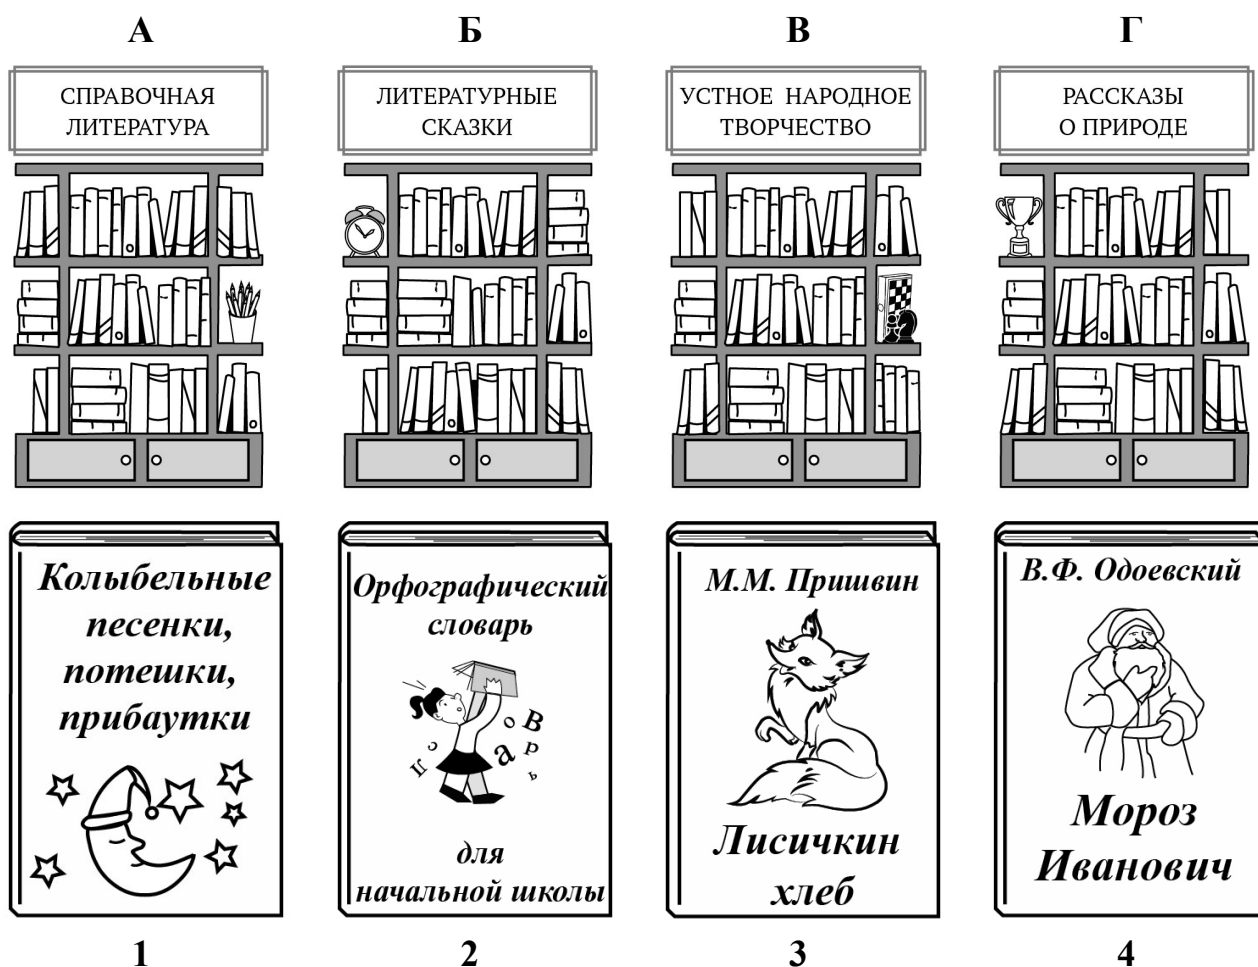 А
Б
В
Г
СПРАВОЧНАЯ
ЛИТЕРАТУРА
ЛИТЕРАТУРНЫЕ
СКАЗКИ
УСТНОЕ НАРОДНОЕ
ТВОРЧЕСТВО
РАССКАЗЫ
О ПРИРОДЕ
Колыбельные
песенки,
потешки,
прибаутки
Орфографический
словарь
о В
с а р
л ь
для
начальной школы
М.М. Пришвин
Лисичкин
хлеб
В.Ф. Одоевский
Мороз
Иванович
1
2
3
4